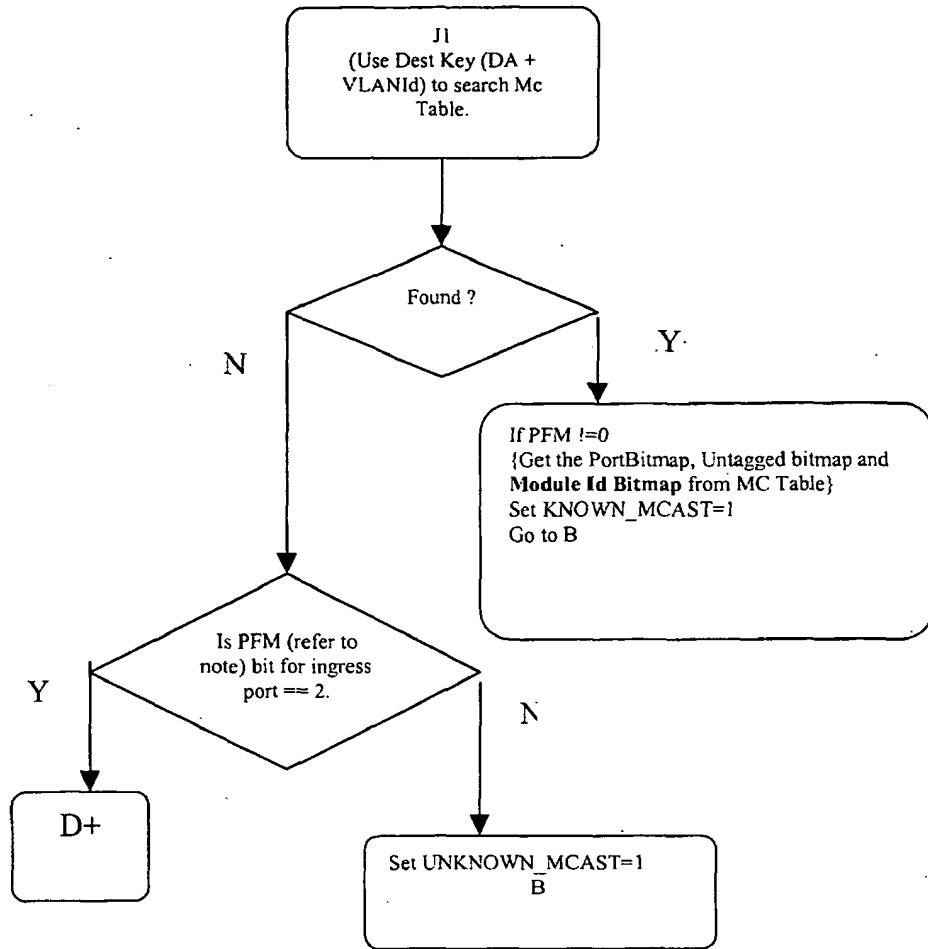 J1
(Use Dest Key (DA +
VLANId) to search Mc
Table.
Found ?
N
Y
If PFM !=0
{Get the PortBitmap, Untagged bitmap and
Module Id Bitmap from MC Table}
Set KNOWN_MCAST=1
Go to B
Is PFM (refer to
note) bit for ingress
port == 2.
Y
N
D+
Set UNKNOWN_MCAST=1
B